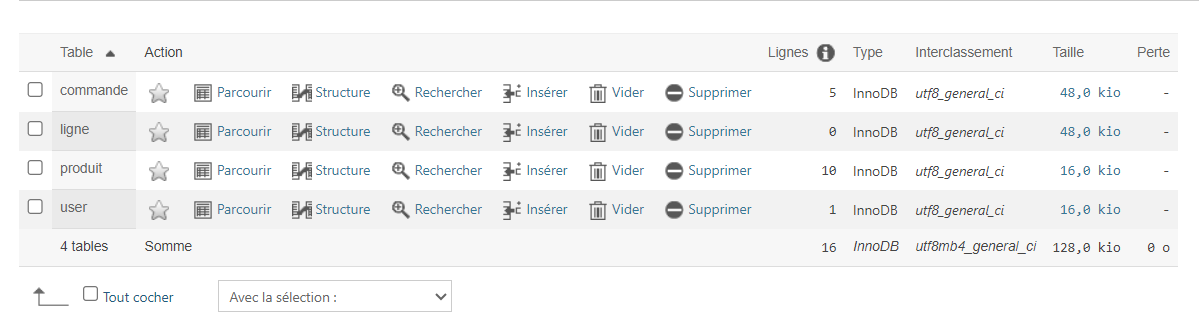 Table Action Lignes Type Interclassement Taille Perte
commande Parcourir Structure Rechercher Insérer Vider Supprimer 5 InnoDB utf8_general_ci 48,0 kio -
ligne Parcourir Structure Rechercher Insérer Vider Supprimer 0 InnoDB utf8_general_ci 48,0 kio -
produit Parcourir Structure Rechercher Insérer Vider Supprimer 10 InnoDB utf8_general_ci 16,0 kio -
user Parcourir Structure Rechercher Insérer Vider Supprimer 1 InnoDB utf8_general_ci 16,0 kio -
4 tables Somme 16 InnoDB utf8mb4_general_ci 128,0 kio 0 o
Tout cocher Avec la sélection :